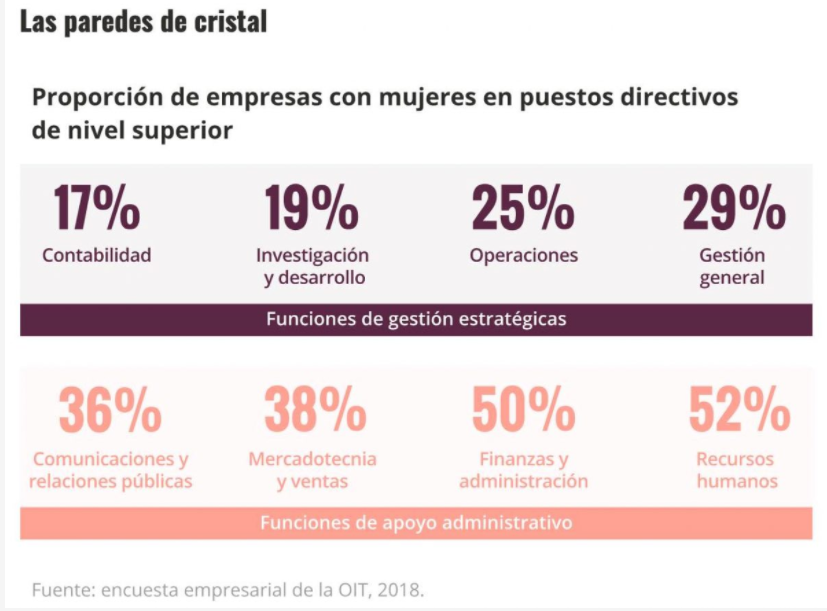 Las paredes de cristal
Proporción de empresas con mujeres en puestos directivos
de nivel superior
17%
Contabilidad
19%
Investigación
y desarrollo
25%
Operaciones
29%
Gestión
general
Funciones de gestión estratégicas
36%
Comunicaciones y
relaciones públicas
38%
Mercadotecnia
y ventas
50%
Finanzas y
administración
52%
Recursos
humanos
Funciones de apoyo administrativo
Fuente: encuesta empresarial de la OIT, 2018.